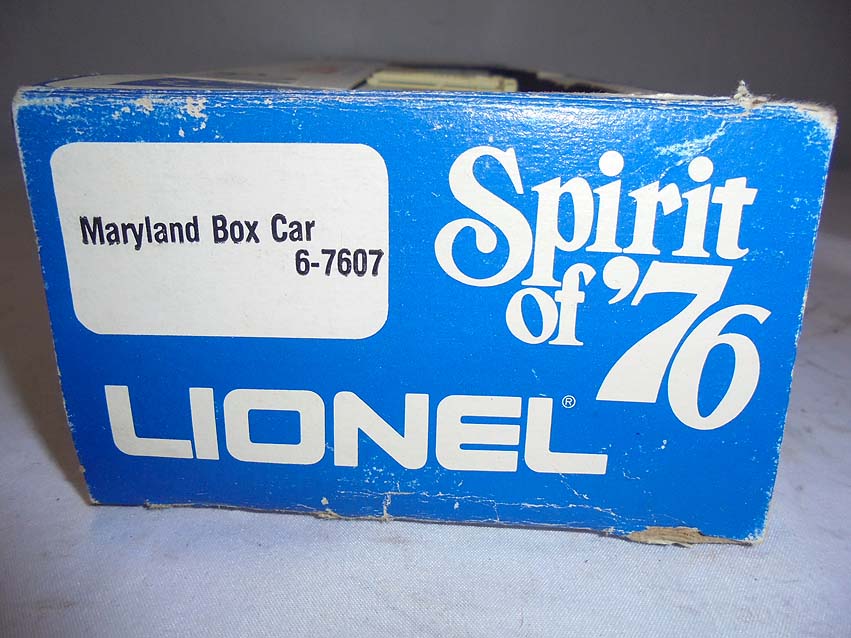 Maryland Box Car
6-7607
Spirit
of '76
LIONEL®